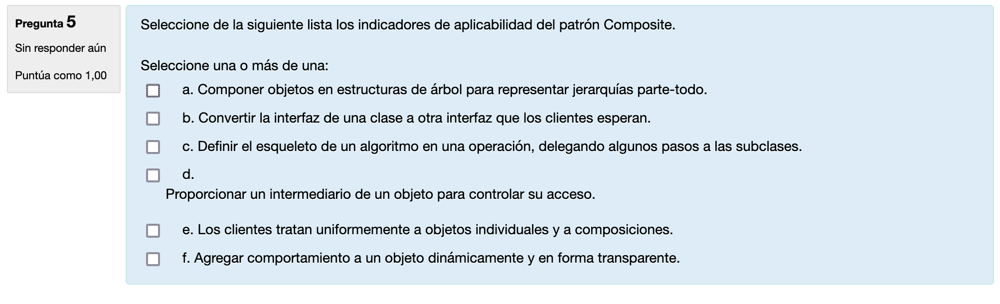 Pregunta 5
Sin responder aún
Puntúa como 1,00
Seleccione de la siguiente lista los indicadores de aplicabilidad del patrón Composite.
Seleccione una o más de una:
a. Componer objetos en estructuras de árbol para representar jerarquías parte-todo.
b. Convertir la interfaz de una clase a otra interfaz que los clientes esperan.
c. Definir el esqueleto de un algoritmo en una operación, delegando algunos pasos a las subclases.
d.
Proporcionar un intermediario de un objeto para controlar su acceso.
e. Los clientes tratan uniformemente a objetos individuales y a composiciones.
f. Agregar comportamiento a un objeto dinámicamente y en forma transparente.